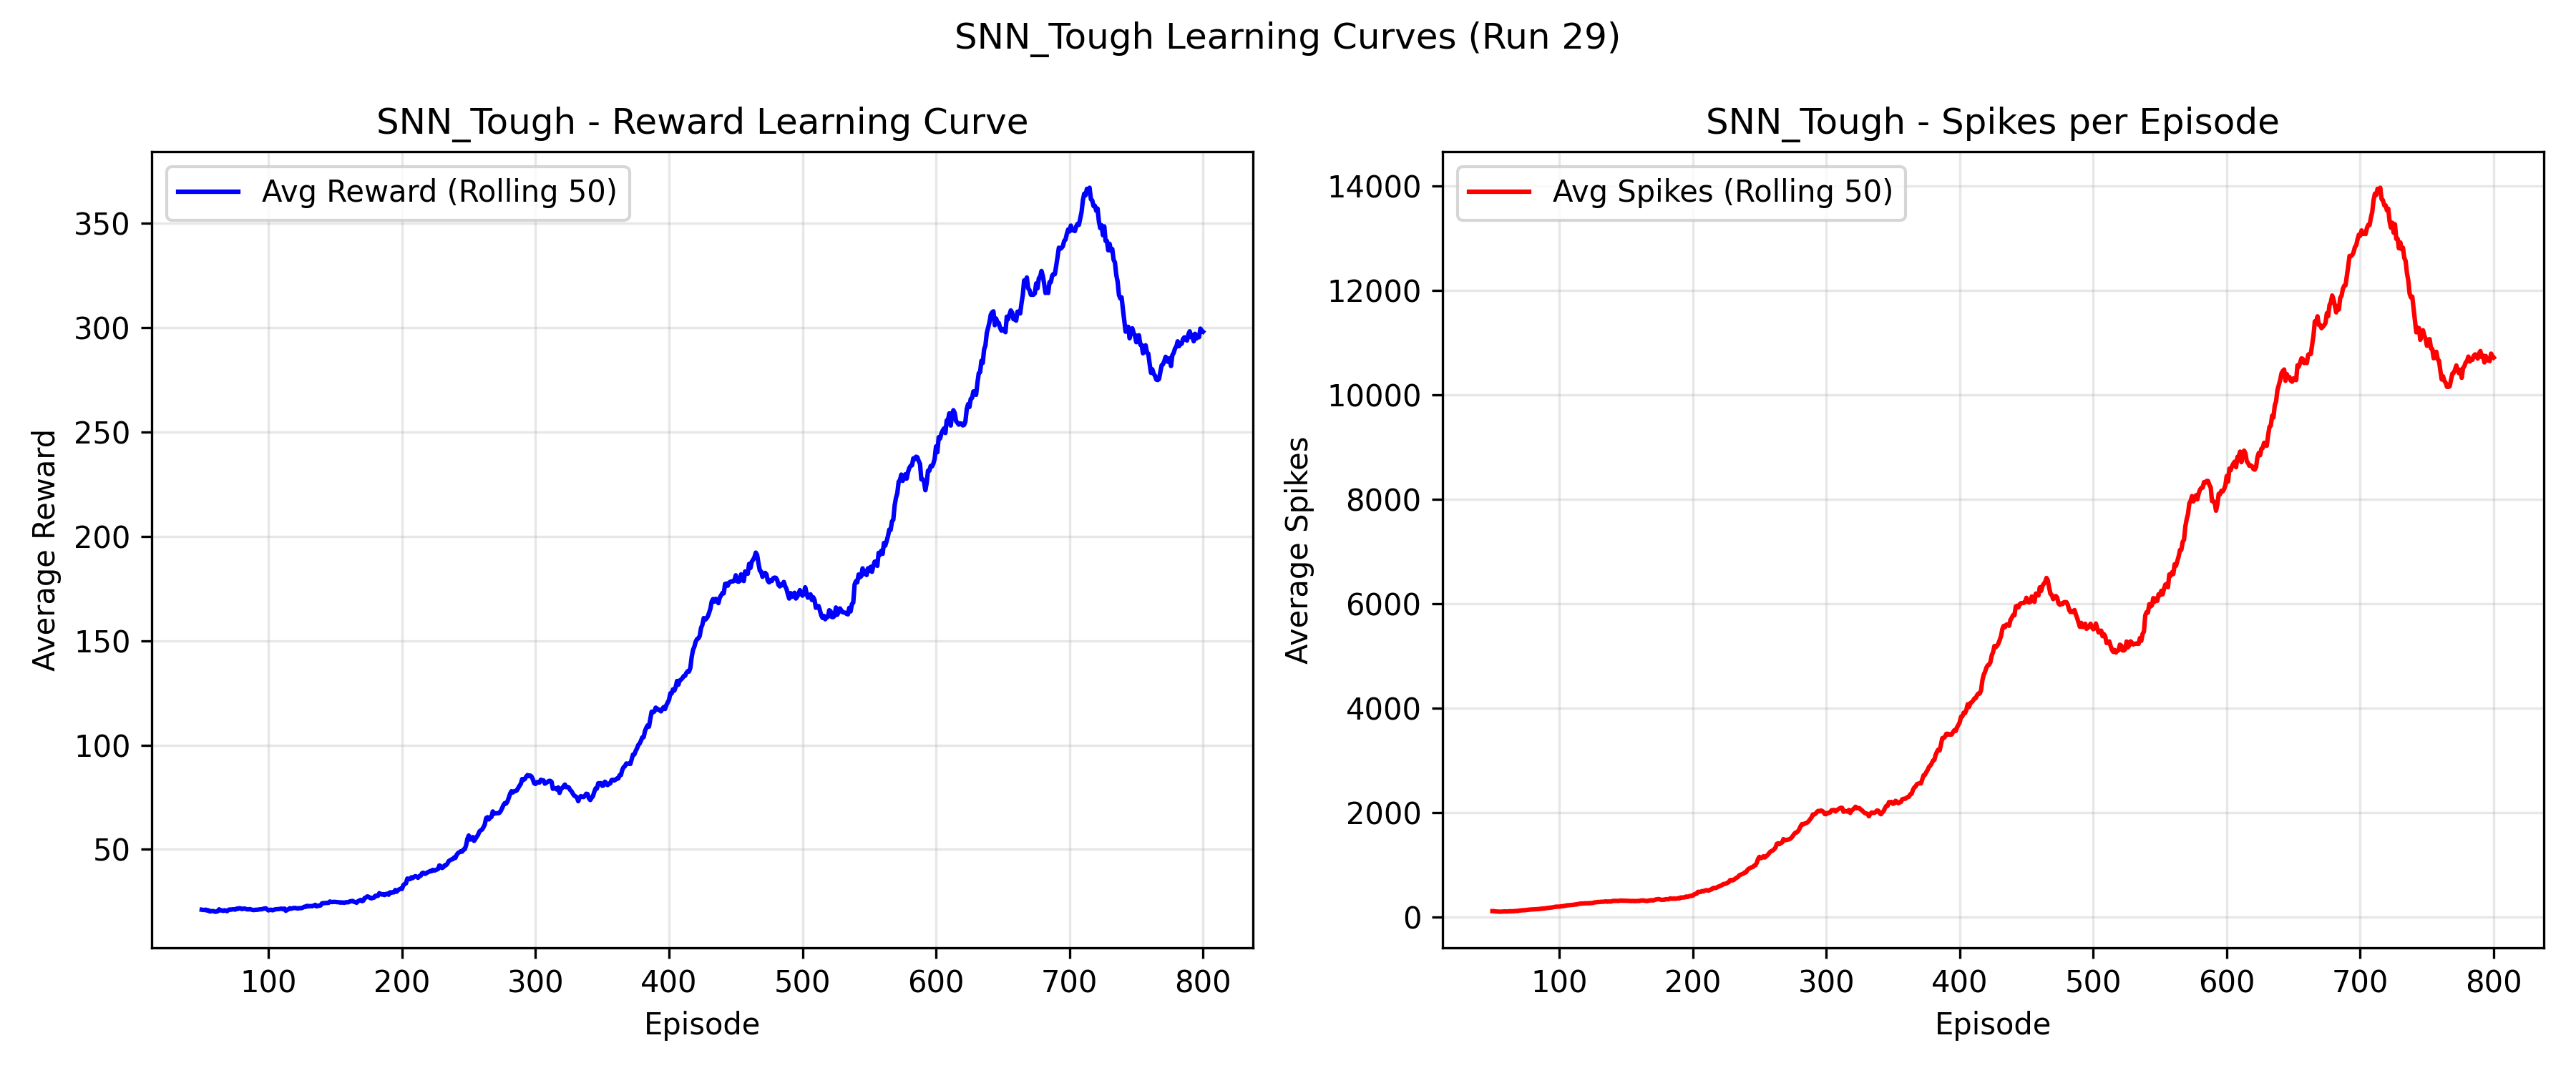 SNN_Tough Learning Curves (Run 29)
SNN_Tough - Reward Learning Curve
Avg Reward (Rolling 50)
350
300
250
200
150
100
50
Average Reward
100 200 300 400 500 600 700 800
Episode
SNN_Tough - Spikes per Episode
Avg Spikes (Rolling 50)
14000
12000
10000
8000
6000
4000
2000
0
Average Spikes
100 200 300 400 500 600 700 800
Episode